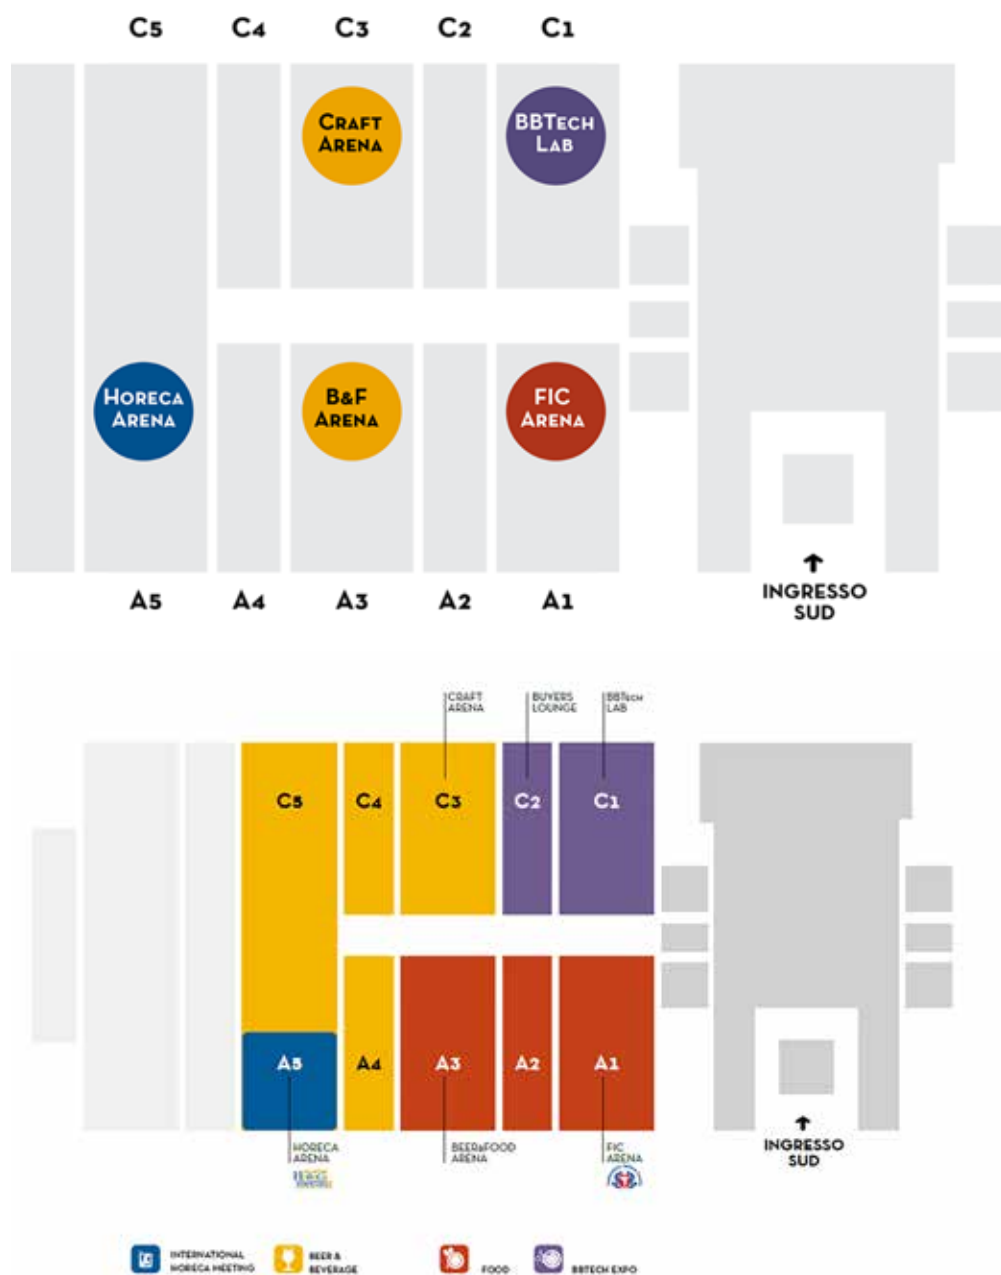 C5 C4 C3 C2 C1
CRAFT
ARENA
BBTECH
LAB
HORECA
ARENA
B&F
ARENA
FIC
ARENA
INGRESSO
SUD
A5 A4 A3 A2 A1
CRAFT
ARENA
BUYERS
LOUNGE
BBTECH
LAB
C5 C4 C3 C2 C1
A5 A4 A3 A2 A1
HORECA
ARENA
BEER&FOOD
ARENA
FIC
ARENA
INGRESSO
SUD
INTERNATIONAL
HORECA MEETING
BEER &
BEVERAGE
FOOD
BBTECH EXPO